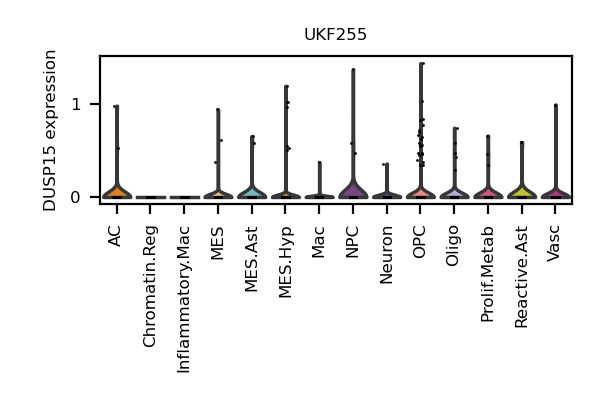 UKF255
DUSP15 expression
1
0
AC
Chromatin.Reg
Inflammatory.Mac
MES
MES.Ast
MES.Hyp
Mac
NPC
Neuron
OPC
Oligo
Prolif.Metab
Reactive.Ast
Vasc